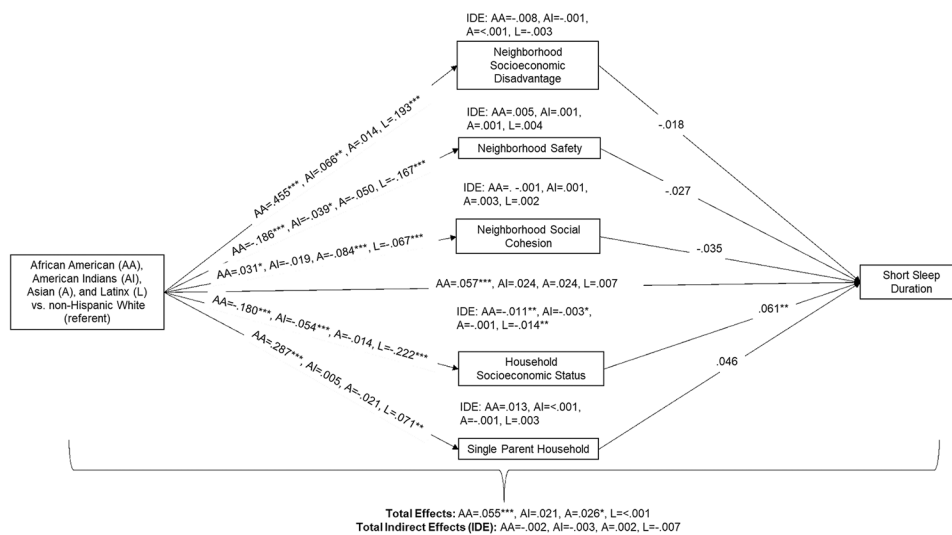 IDE: AA=-.008, AI=-.001,
A=<.001, L=-.003
Neighborhood
Socioeconomic
Disadvantage
AA=.455***, AI=.066**, A=.014, L=.193***
-.018
IDE: AA=.005, AI=.001,
A=.001, L=.004
Neighborhood Safety
AA=-.186***, AI=-.039*, A=-.050, L=-.167***
-.027
IDE: AA=. -.001, AI=.001,
A=.003, L=.002
Neighborhood Social
Cohesion
AA=.031*, AI=-.019, A=-.084***, L=-.067***
-.035
African American (AA),
American Indians (AI),
Asian (A), and Latinx (L)
vs. non-Hispanic White
(referent)
AA=.057***, AI=.024, A=.024, L=.007
Short Sleep
Duration
IDE: AA=-.011**, AI=-.003*,
A=-.001, L=-.014**
AA=-.180***, AI=-.054***, A=-.014, L=-.222***
Household
Socioeconomic Status
.061**
IDE: AA=.013, AI=<.001,
A=-.001, L=.003
AA=.287***, AI=.005, A=-.021, L=.071**
Single Parent Household
.046
Total Effects: AA=.055***, AI=.021, A=.026*, L=<.001
Total Indirect Effects (IDE): AA=-.002, AI=-.003, A=.002, L=-.007